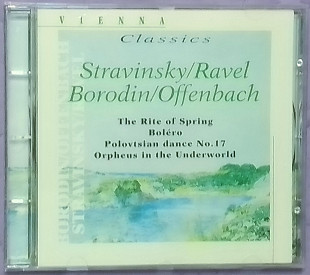 VIENNA
Classics
Stravinsky/Ravel
Borodin/Offenbach
The Rite of Spring
Boléro
Polovtsian dance No.17
Orpheus in the Underworld